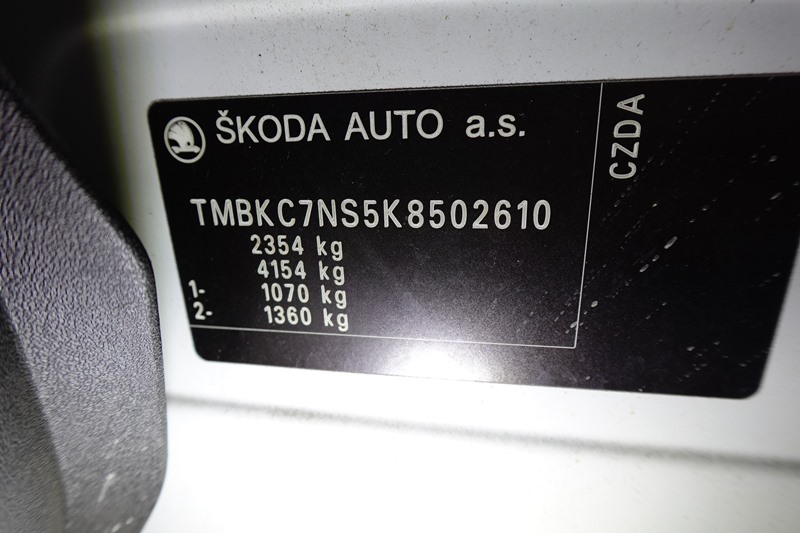 ŠKODA AUTO a.s.
TMBKC7NS5K8502610
2354 kg
4154 kg
1- 1070 kg
2- 1360 kg
CZDA